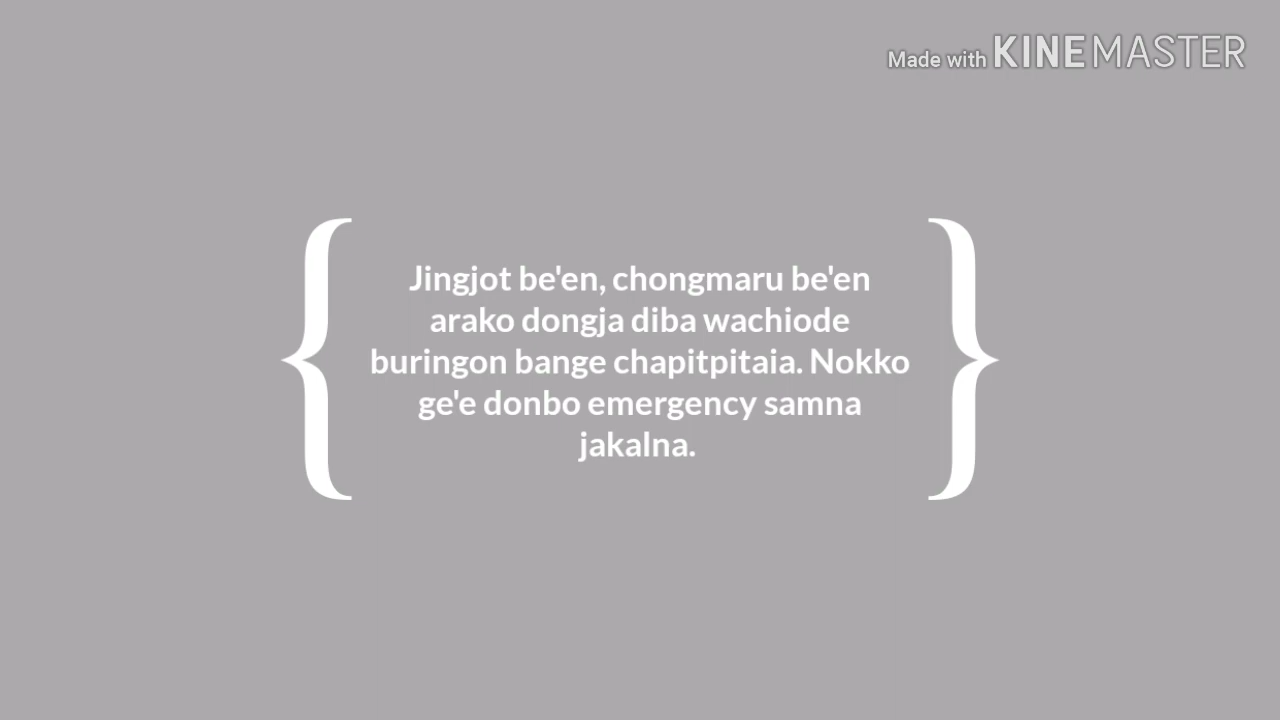 Made with KINEMASTER
Jingjot be'en, chongmaru be'en
arako dongja diba wachiode
buringon bange chapitpitaia. Nokko
ge'e donbo emergency samna
jakalna.